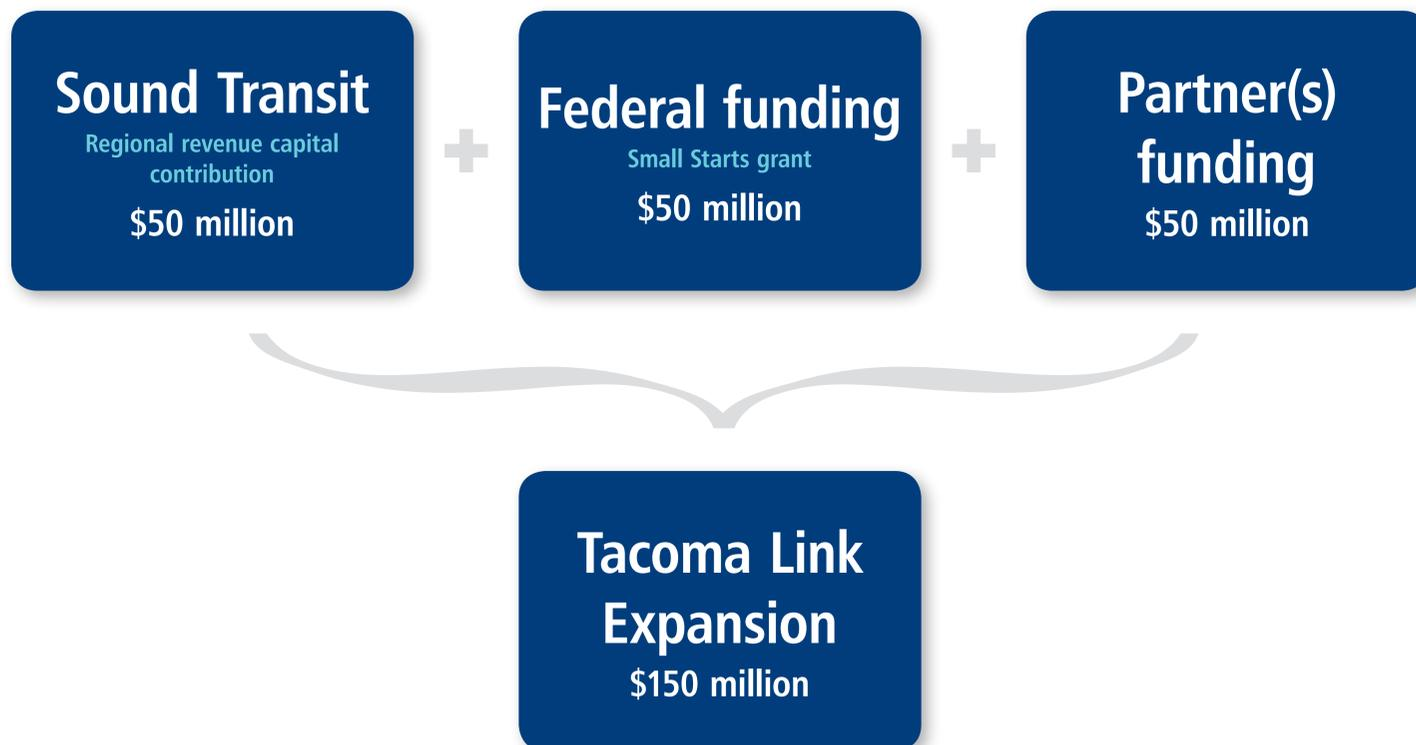 Sound Transit
Regional revenue capital
contribution
$50 million
Federal funding
Small Starts grant
$50 million
Partner(s)
funding
$50 million
Tacoma Link
Expansion
$150 million